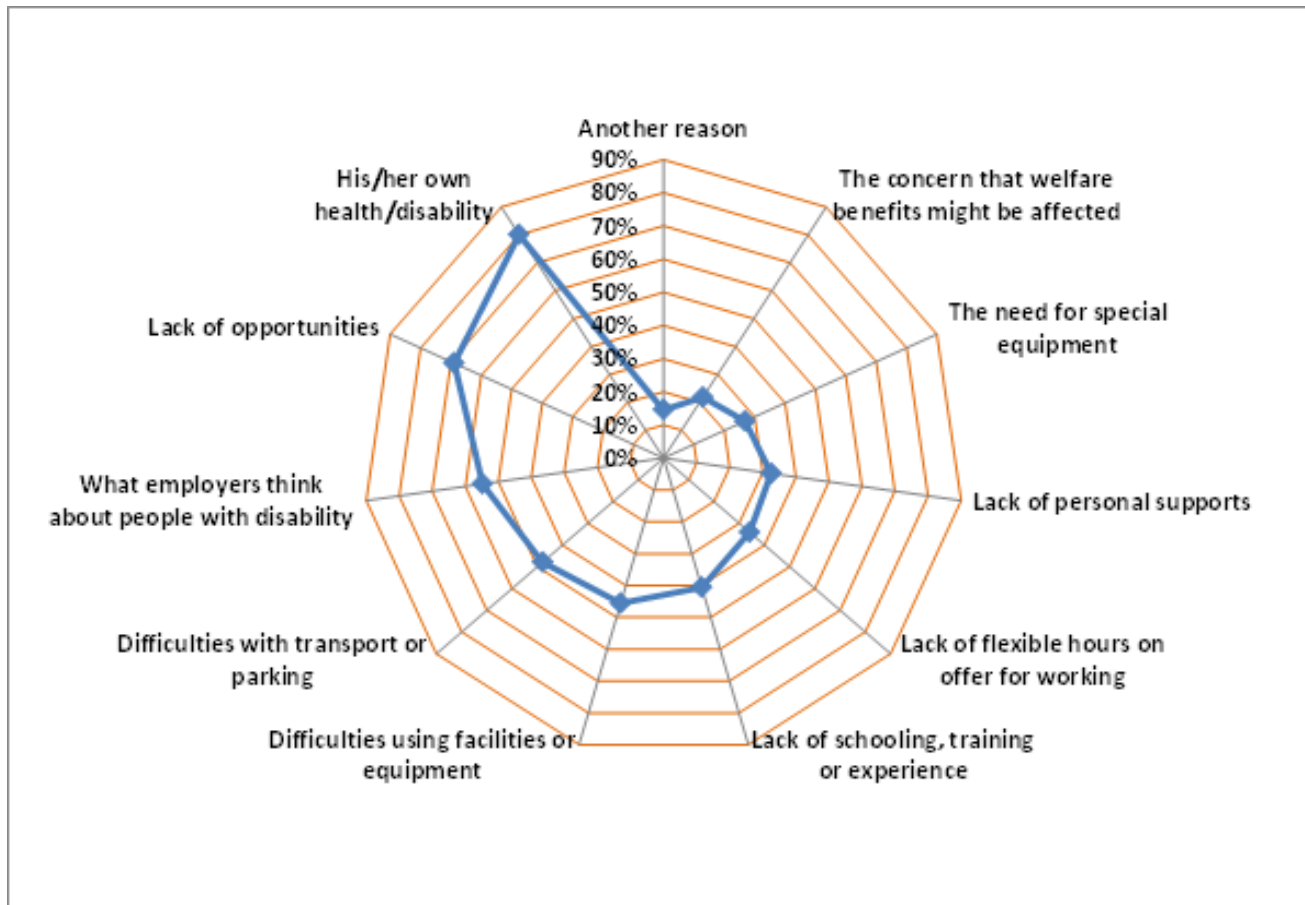 Another reason
90%
80%
70%
60%
50%
40%
30%
20%
10%
0%
The concern that welfare
benefits might be affected
The need for special
equipment
Lack of personal supports
Lack of flexible hours on
offer for working
Lack of schooling, training
or experience
Difficulties using facilities or
equipment
Difficulties with transport or
parking
What employers think
about people with disability
Lack of opportunities
His/her own
health/disability